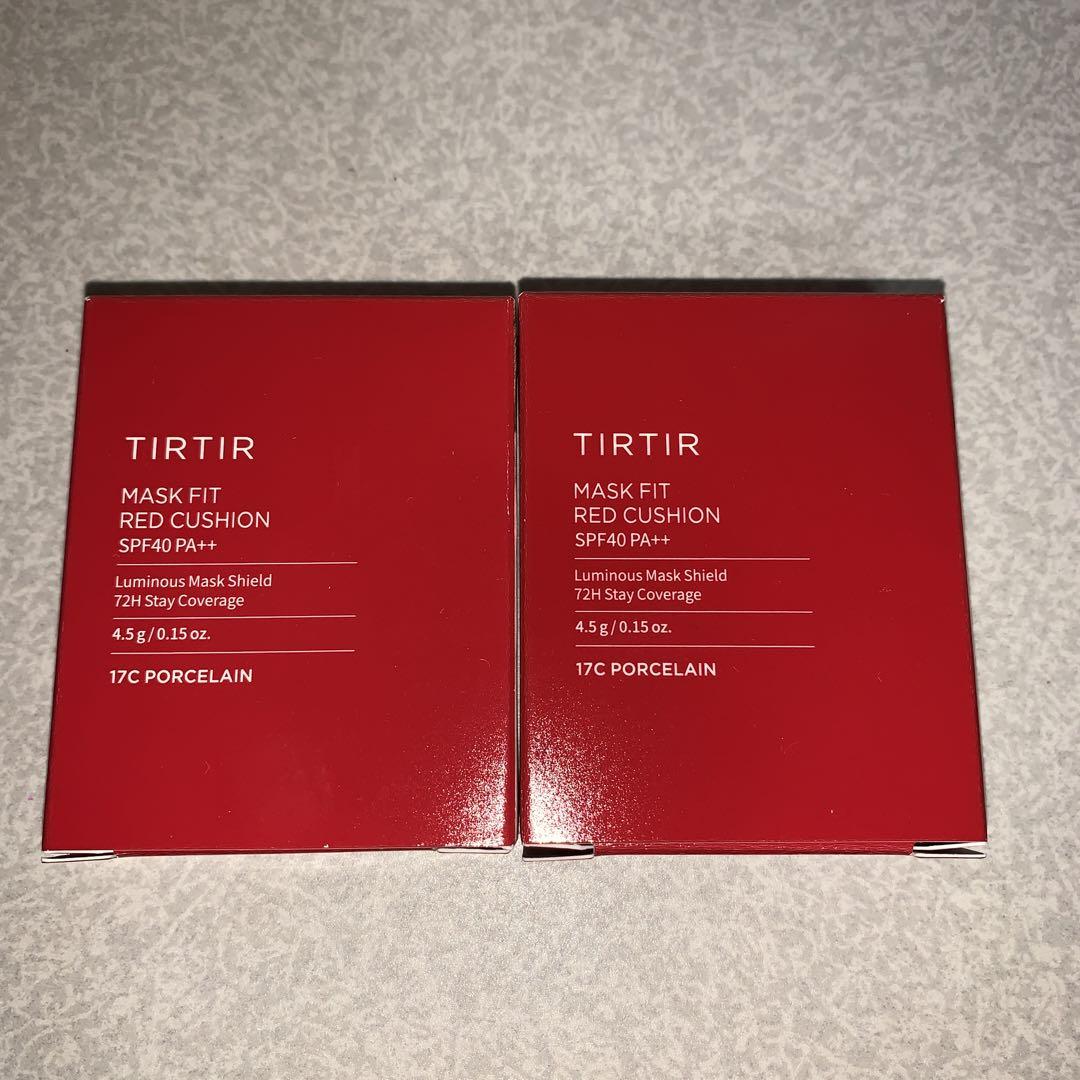 TIRTIR
MASK FIT
RED CUSHION
SPF40 PA++
Luminous Mask Shield
72H Stay Coverage
4.5 g / 0.15 oz.
17C PORCELAIN
TIRTIR
MASK FIT
RED CUSHION
SPF40 PA++
Luminous Mask Shield
72H Stay Coverage
4.5 g / 0.15 oz.
17C PORCELAIN